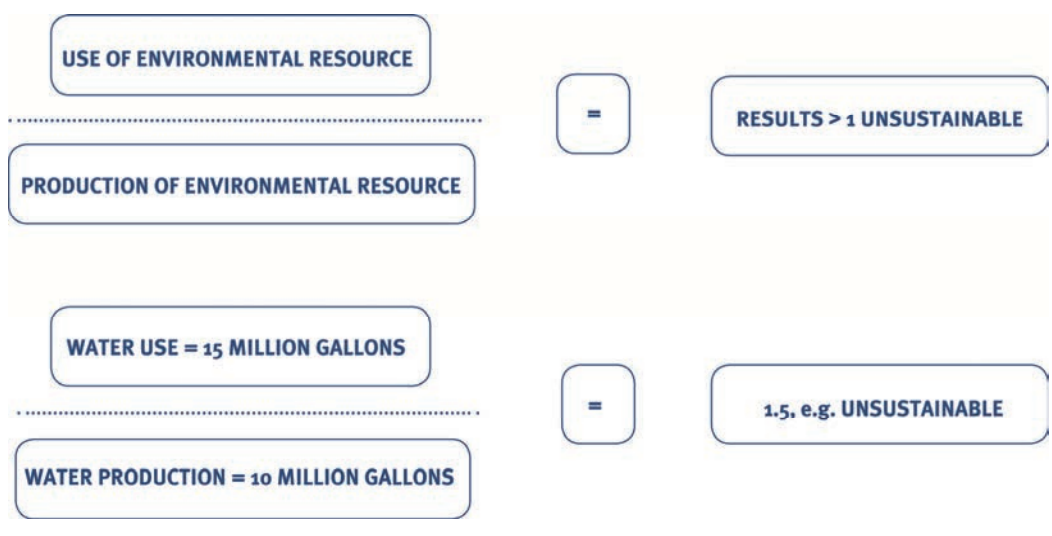 USE OF ENVIRONMENTAL RESOURCE
=
RESULTS > 1 UNSUSTAINABLE
PRODUCTION OF ENVIRONMENTAL RESOURCE
WATER USE = 15 MILLION GALLONS
=
1.5, e.g. UNSUSTAINABLE
WATER PRODUCTION = 10 MILLION GALLONS